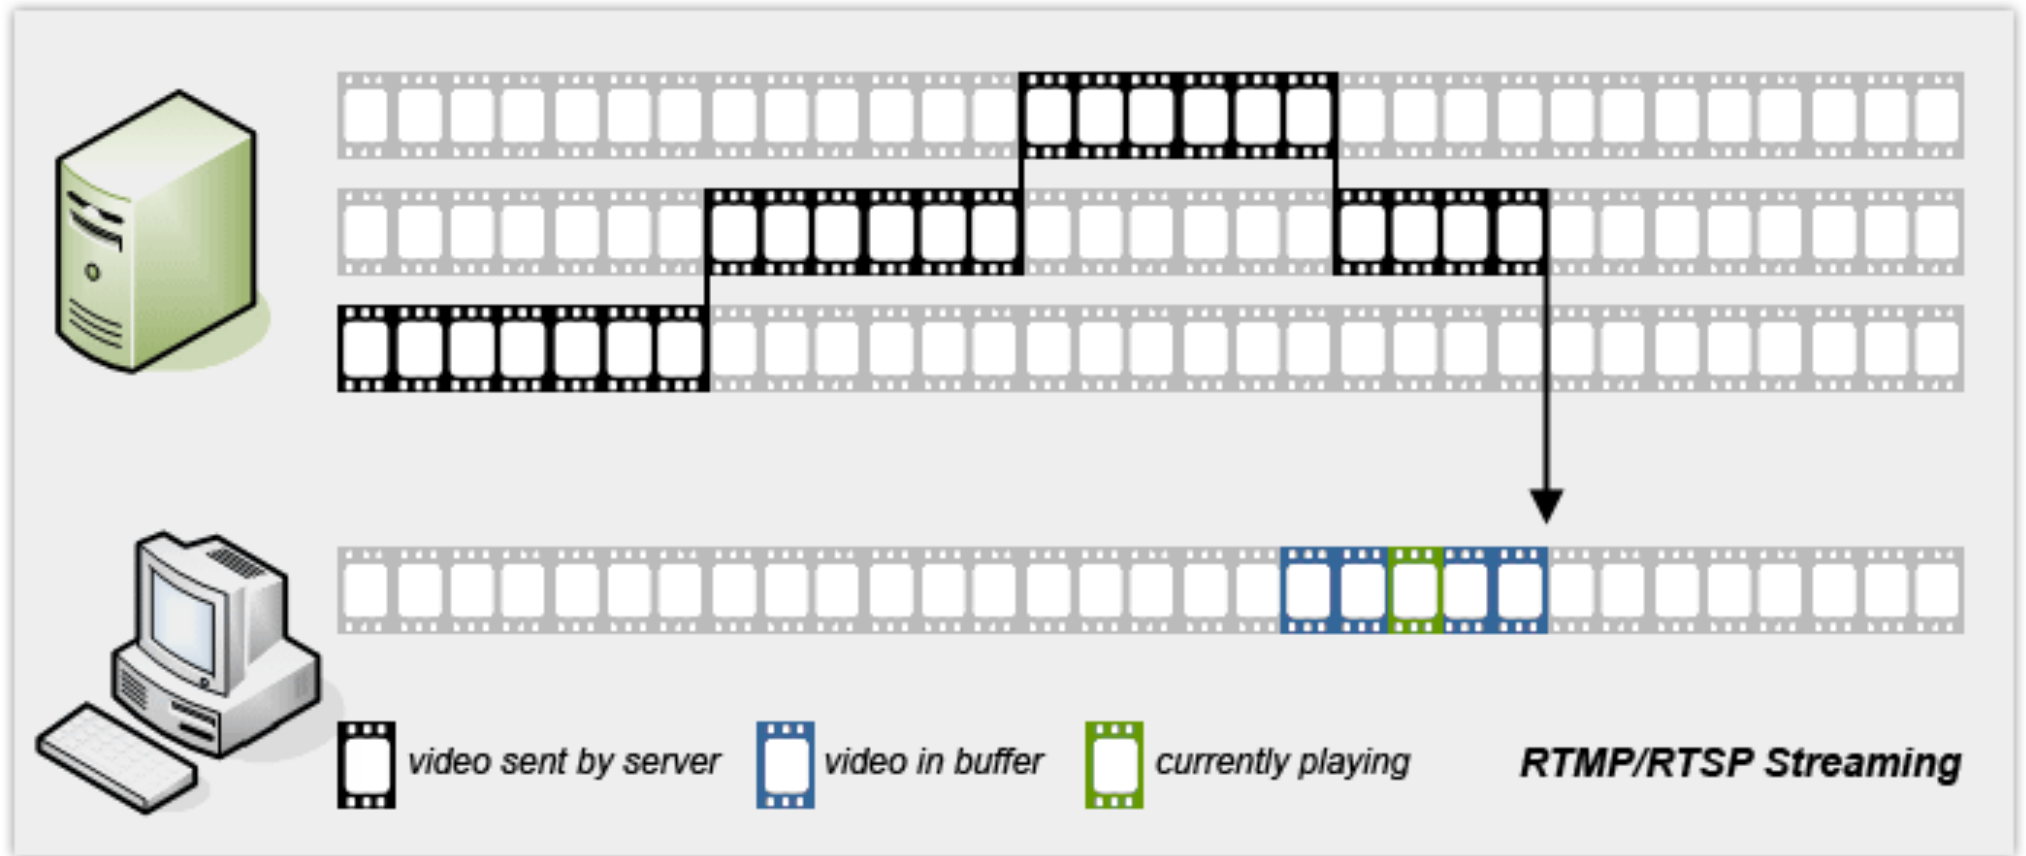 video sent by server
video in buffer
currently playing
RTMP/RTSP Streaming